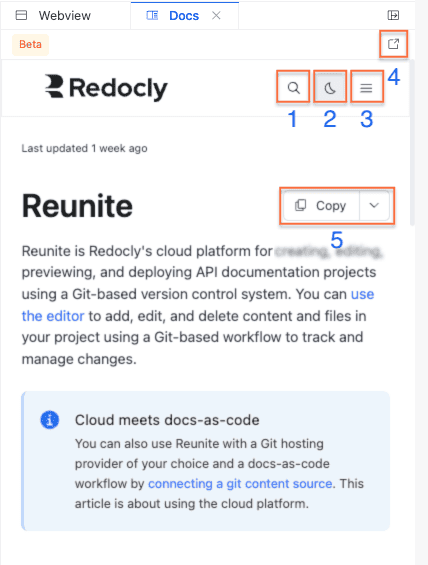 Webview
Docs
Beta
4
Redocly
1 2 3
Last updated 1 week ago
Reunite
Copy
5
Reunite is Redocly's cloud platform for
previewing, and deploying API documentation projects
using a Git-based version control system. You can use
the editor to add, edit, and delete content and files in
your project using a Git-based workflow to track and
manage changes.
Cloud meets docs-as-code
You can also use Reunite with a Git hosting
provider of your choice and a docs-as-code
workflow by connecting a git content source. This
article is about using the cloud platform.